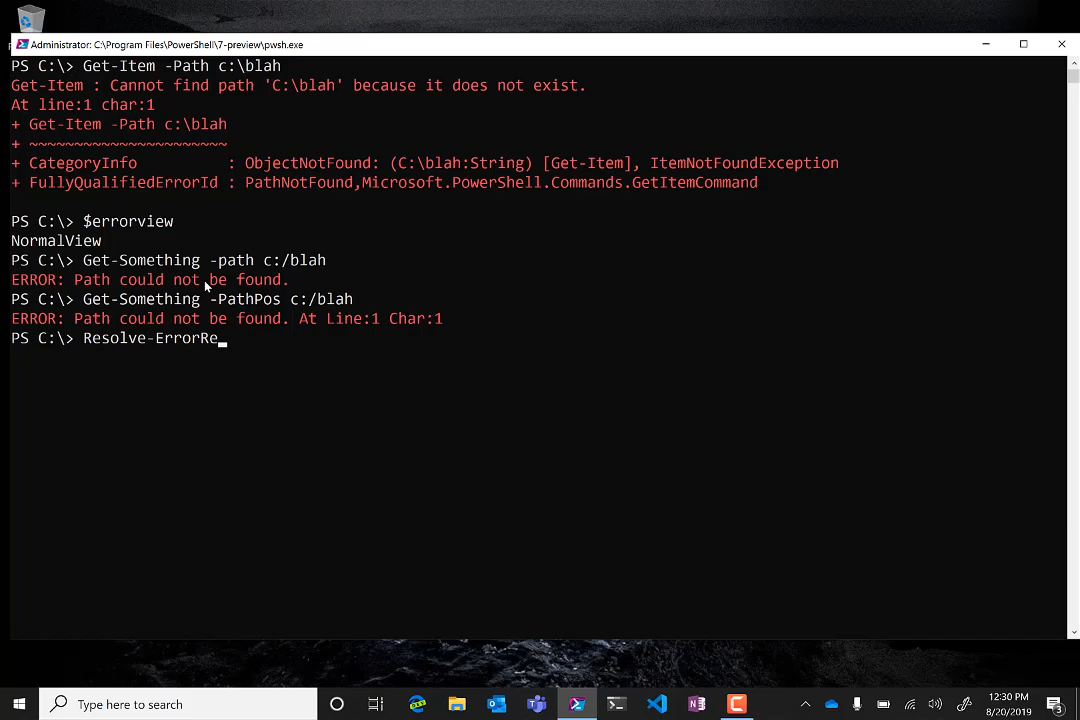 Administrator: C:\Program Files\PowerShell\7-preview\pwsh.exe
PS C:\> Get-Item -Path c:\blah
Get-Item : Cannot find path 'C:\blah' because it does not exist.
At line:1 char:1
+ Get-Item -Path c:\blah
+ ~~~~~~~~~~~~~~~~~~~~~~
+ CategoryInfo          : ObjectNotFound: (C:\blah:String) [Get-Item], ItemNotFoundException
+ FullyQualifiedErrorId : PathNotFound,Microsoft.PowerShell.Commands.GetItemCommand
PS C:\> $errorview
NormalView
PS C:\> Get-Something -path c:/blah
ERROR: Path could not be found.
PS C:\> Get-Something -PathPos c:/blah
ERROR: Path could not be found. At Line:1 Char:1
PS C:\> Resolve-ErrorRe_
Type here to search
12:30 PM
8/20/2019
3